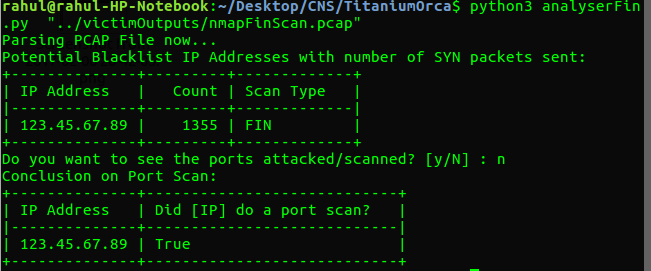 rahul@rahul-HP-Notebook:~/Desktop/CNS/TitaniumOrca$ python3 analyserFin
.py  "../victimOutputs/nmapFinScan.pcap"
Parsing PCAP File now...
Potential Blacklist IP Addresses with number of SYN packets sent:
+--------------+---------+-------------+
| IP Address   |   Count | Scan Type   |
|--------------+---------+-------------|
| 123.45.67.89 |    1355 | FIN         |
+--------------+---------+-------------+
Do you want to see the ports attacked/scanned? [y/N] : n
Conclusion on Port Scan:
+--------------+----------------------------+
| IP Address   | Did [IP] do a port scan?   |
|--------------+----------------------------|
| 123.45.67.89 | True                       |
+--------------+----------------------------+